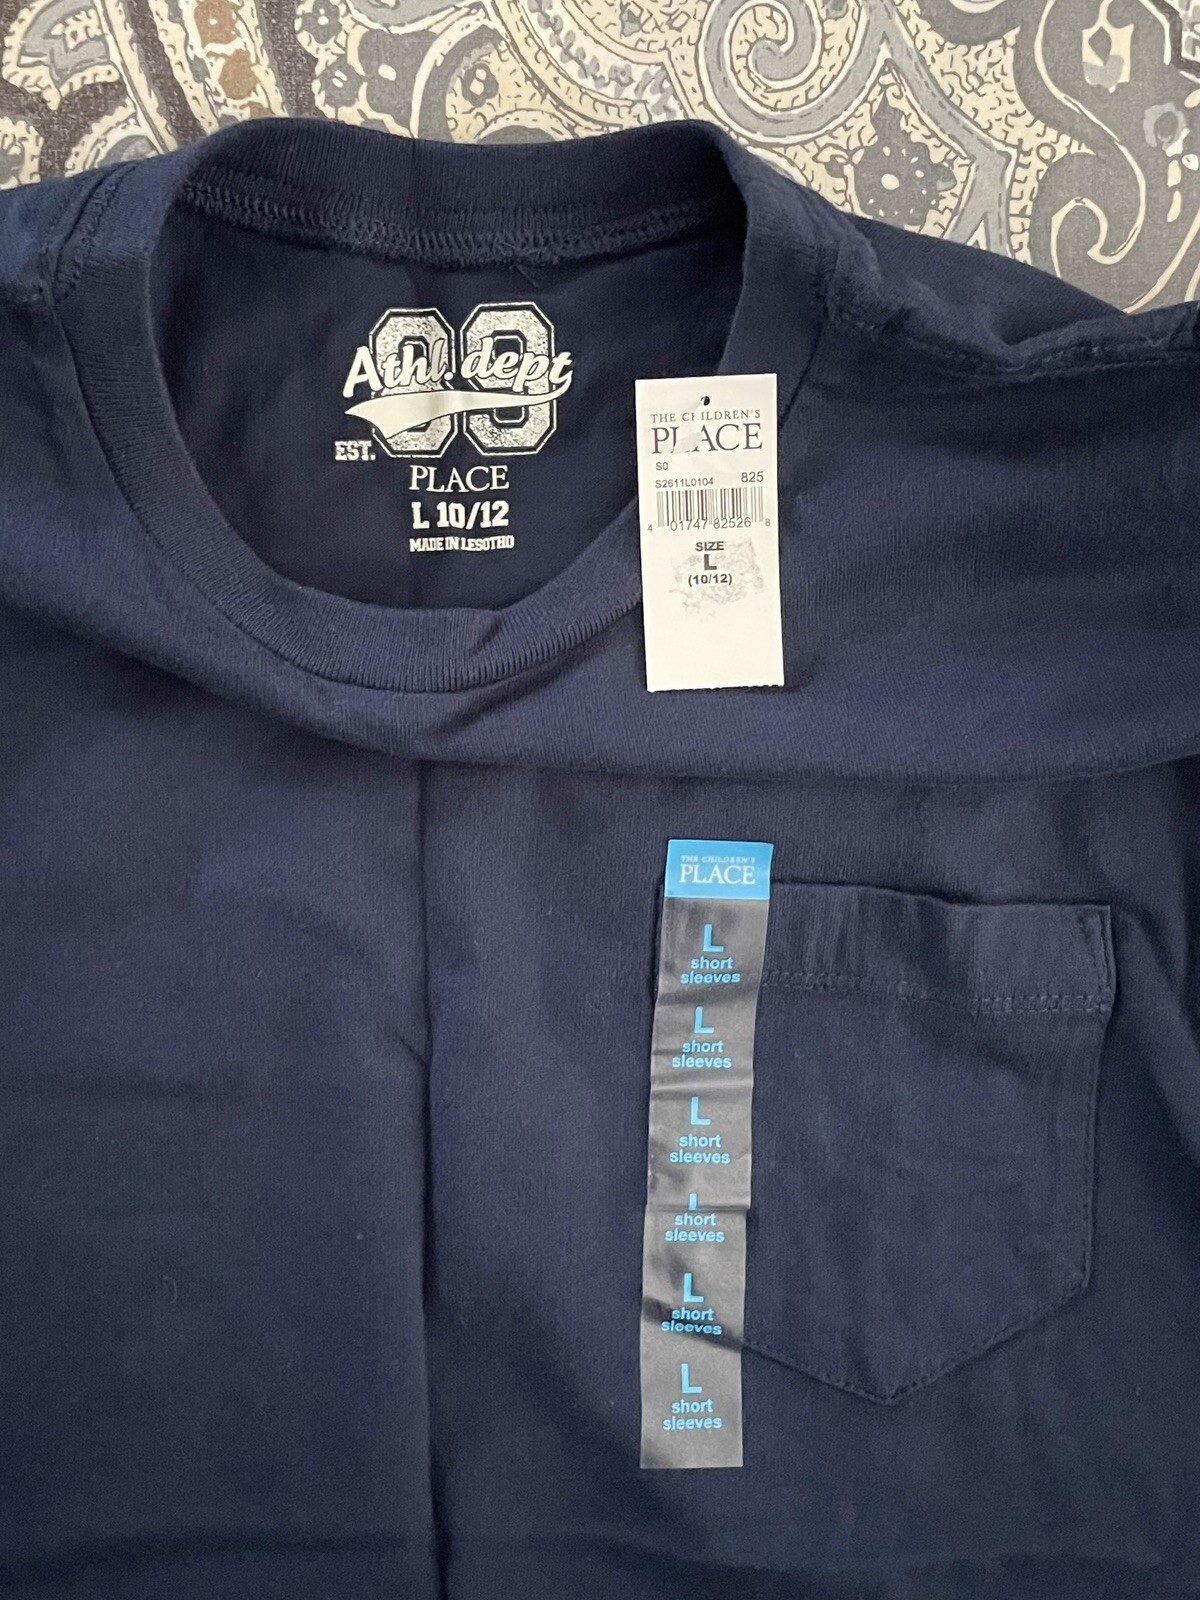 Athl. dept
89
EST.
PLACE
L 10/12
MADE IN LESOTHO
THE CHILDREN'S
PLACE
S0
S2611L0104 825
4 01747 82526 8
SIZE
L
(10/12)
THE CHILDREN'S
PLACE
L
short
sleeves
L
short
sleeves
L
short
sleeves
L
short
sleeves
L
short
sleeves
L
short
sleeves